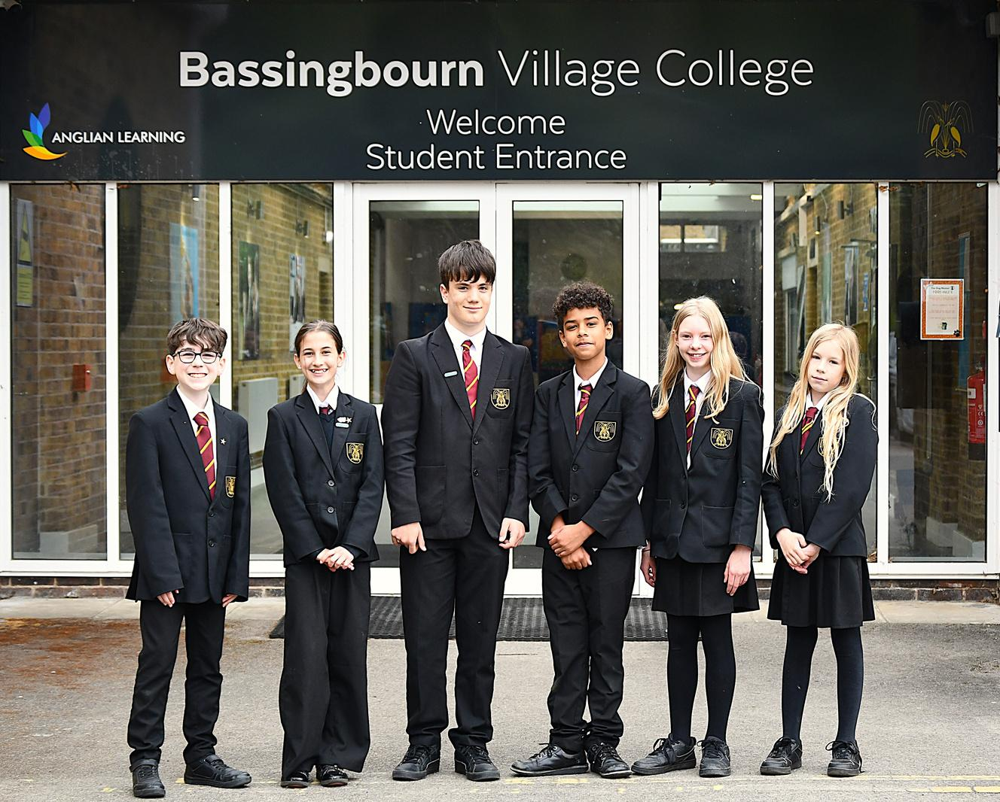 Bassingbourn Village College
Welcome
Student Entrance
ANGLIAN LEARNING